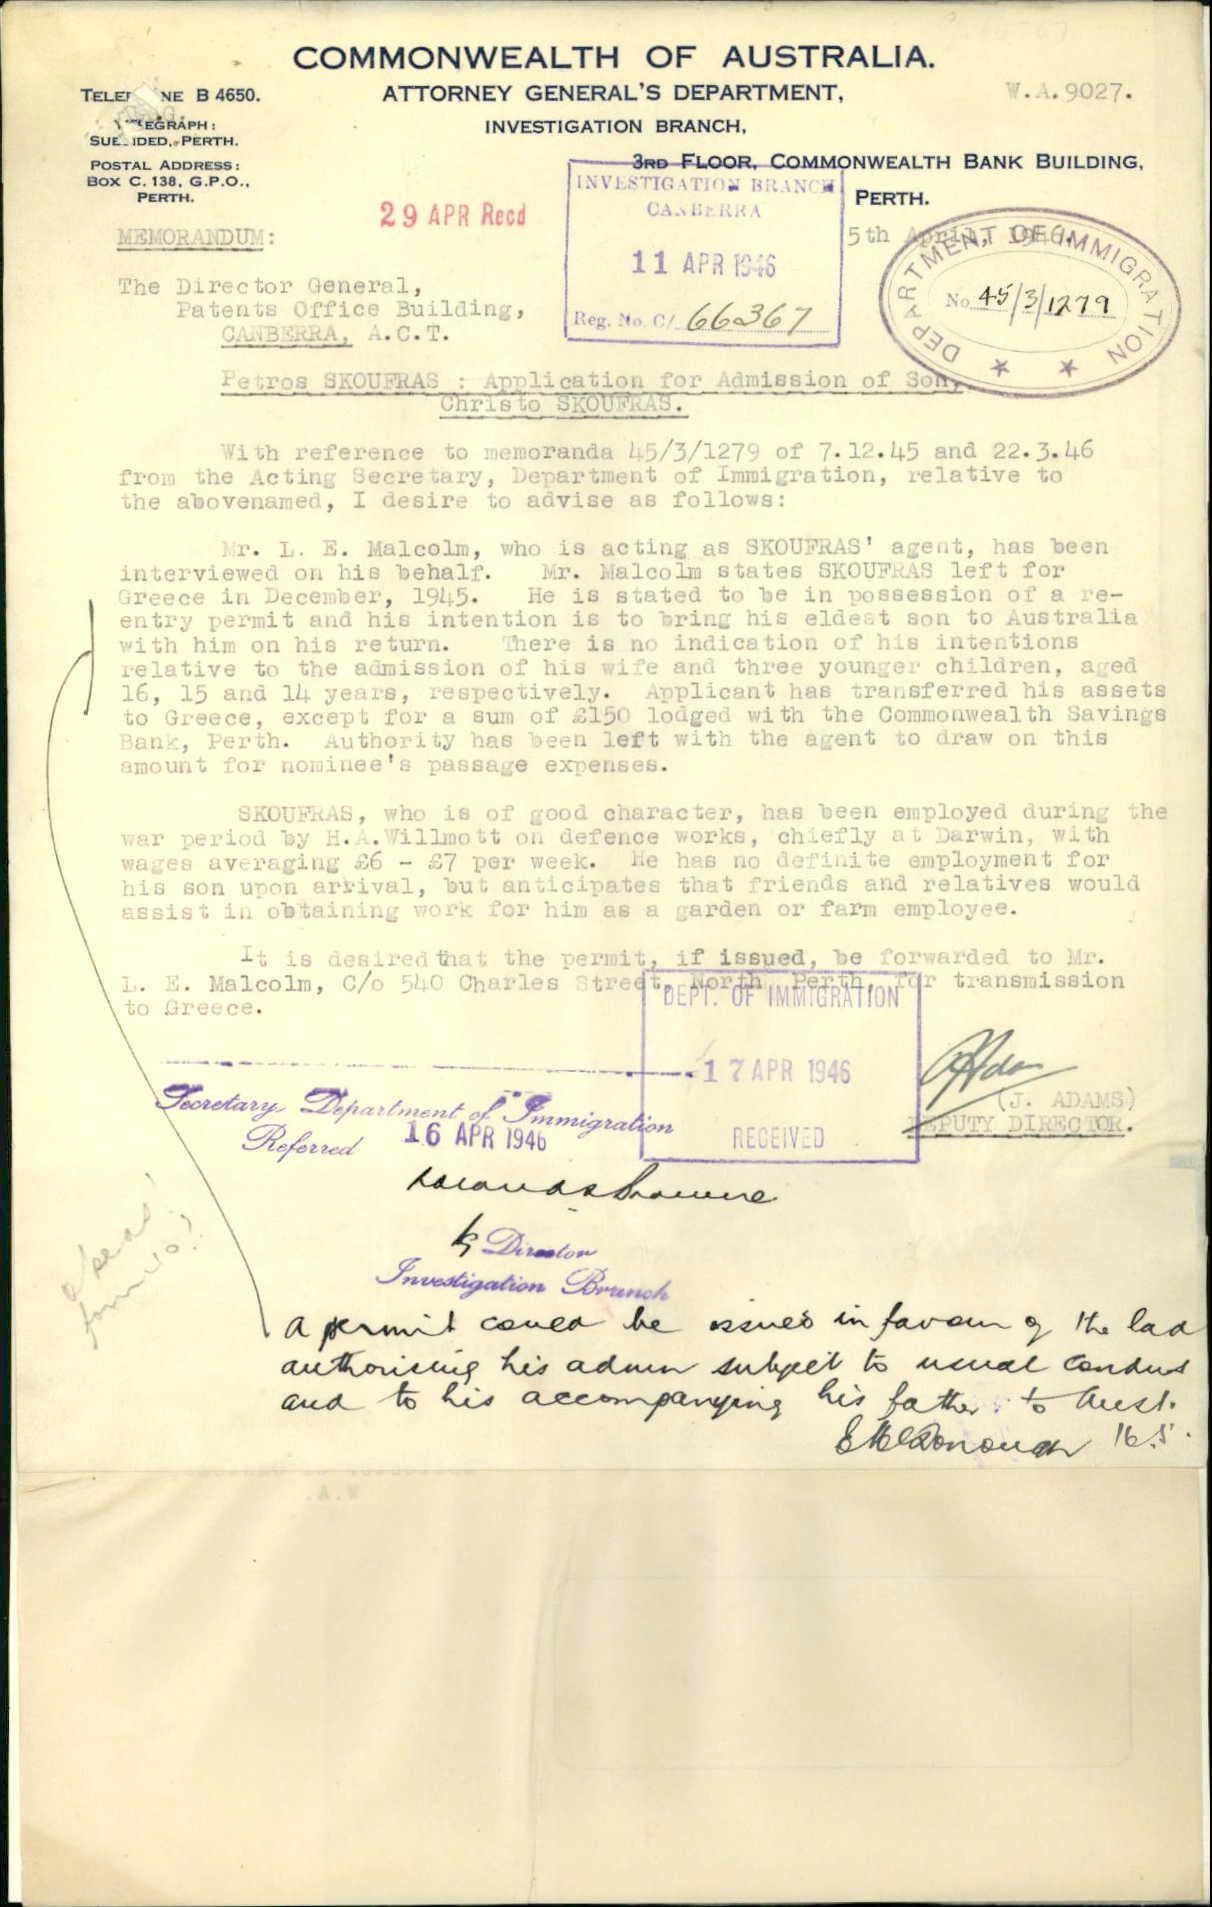 COMMONWEALTH OF AUSTRALIA.
TELEPHONE B 4650.
ATTORNEY GENERAL'S DEPARTMENT,
W.A.9027.
TELEGRAPH:
INVESTIGATION BRANCH,
PERTH.
POSTAL ADDRESS:
3RD FLOOR, COMMONWEALTH BANK BUILDING,
BOX C. 138, G.P.O.,
PERTH.
PERTH.
INVESTIGATION BRANCH
CANBERRA
11 APR 1946
Reg. No. C/ 66367
29 APR Recd
MEMORANDUM:
5th April, 1946.
DEPARTMENT OF IMMIGRATION
No. 45/3/1279
The Director General,
Patents Office Building,
CANBERRA, A.C.T.
Petros SKOUFRAS : Application for Admission of Son,
Christo SKOUFRAS.
With reference to memoranda 45/3/1279 of 7.12.45 and 22.3.46
from the Acting Secretary, Department of Immigration, relative to
the abovenamed, I desire to advise as follows:
Mr. L. E. Malcolm, who is acting as SKOUFRAS' agent, has been
interviewed on his behalf. Mr. Malcolm states SKOUFRAS left for
Greece in December, 1945. He is stated to be in possession of a re-
entry permit and his intention is to bring his eldest son to Australia
with him on his return. There is no indication of his intentions
relative to the admission of his wife and three younger children, aged
16, 15 and 14 years, respectively. Applicant has transferred his assets
to Greece, except for a sum of £150 lodged with the Commonwealth Savings
Bank, Perth. Authority has been left with the agent to draw on this
amount for nominee's passage expenses.
SKOUFRAS, who is of good character, has been employed during the
war period by H.A.Willmott on defence works, chiefly at Darwin, with
wages averaging £6 - £7 per week. He has no definite employment for
his son upon arrival, but anticipates that friends and relatives would
assist in obtaining work for him as a garden or farm employee.
It is desired that the permit, if issued, be forwarded to Mr.
L. E. Malcolm, C/o 540 Charles Street, North Perth, for transmission
to Greece.
DEPT. OF IMMIGRATION
17 APR 1946
RECEIVED
(J. ADAMS)
DEPUTY DIRECTOR.
Secretary Department of Immigration
Referred 16 APR 1946
Director
Investigation Branch
A permit could be issued in favour of the lad
authorising his admn subject to usual condns
and to his accompanying his father to Aust.
16.5.